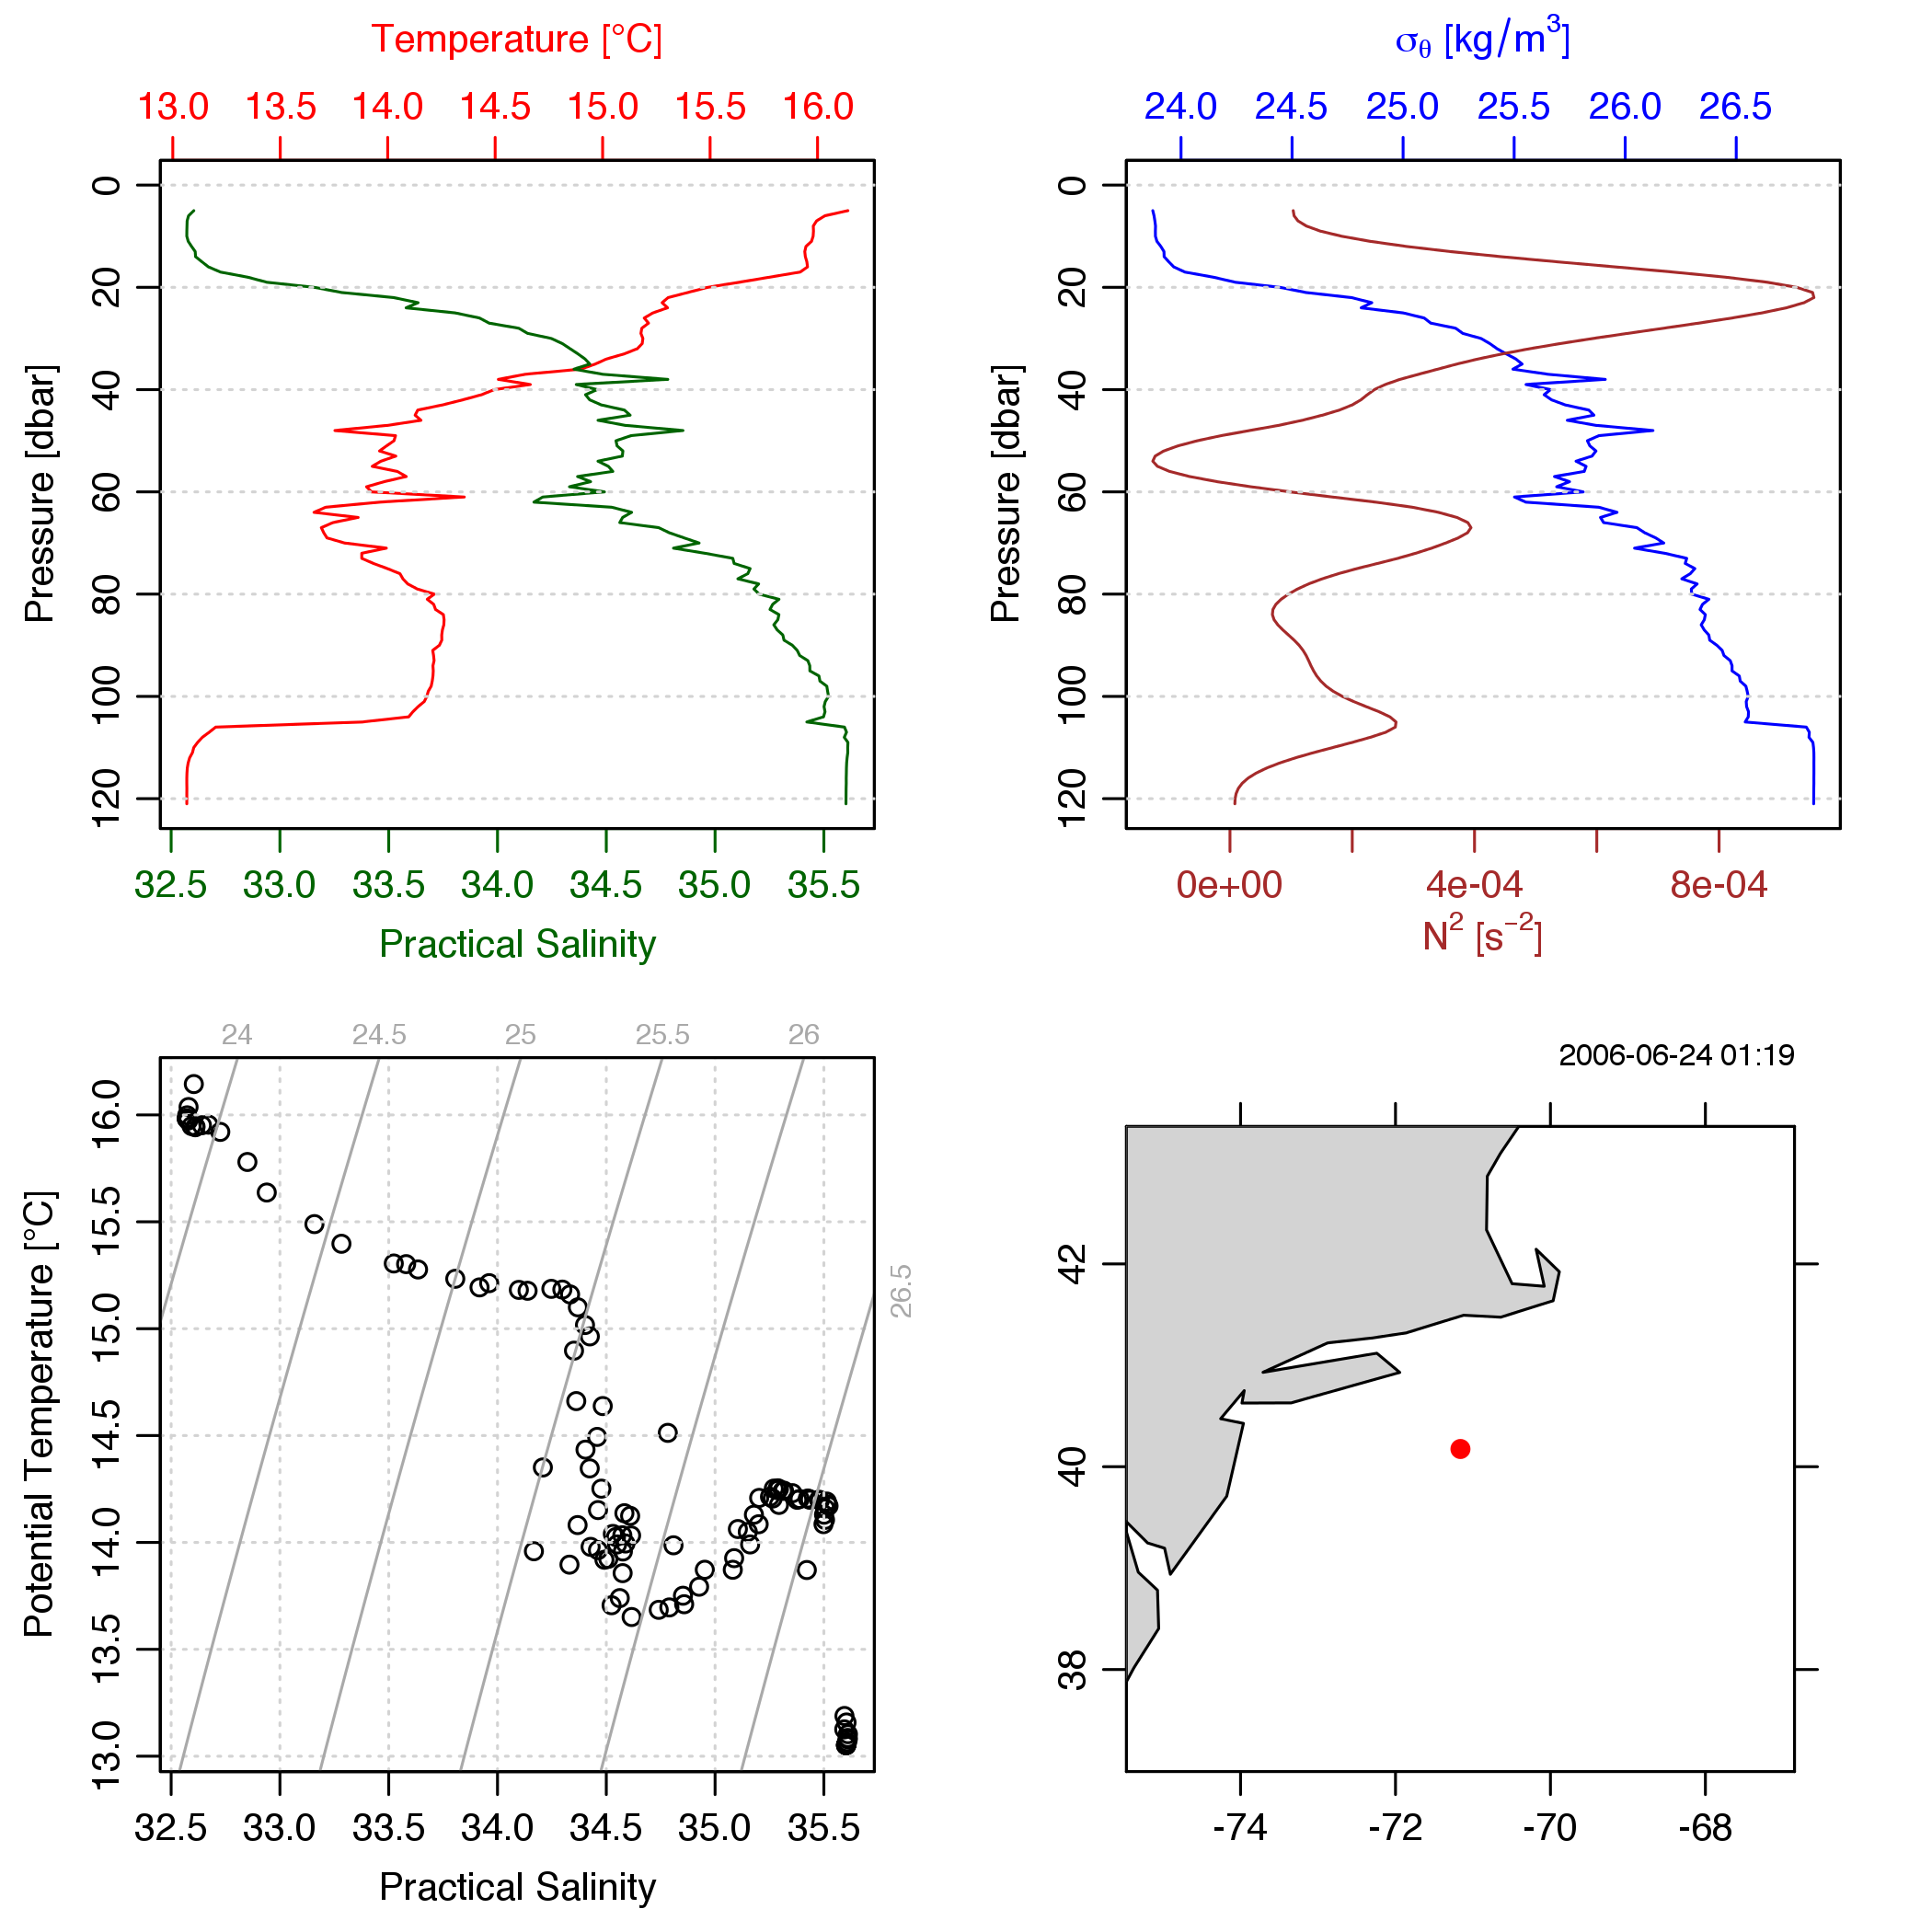 Temperature [°C]
13.0 13.5 14.0 14.5 15.0 15.5 16.0
0
20
40
60
80
100
120
Pressure [dbar]
32.5 33.0 33.5 34.0 34.5 35.0 35.5
Practical Salinity
σθ [kg/m³]
24.0 24.5 25.0 25.5 26.0 26.5
0
20
40
60
80
100
120
Pressure [dbar]
0e+00 4e-04 8e-04
N² [s⁻²]
24 24.5 25 25.5 26
26.5
16.0
15.5
15.0
14.5
14.0
13.5
13.0
Potential Temperature [°C]
32.5 33.0 33.5 34.0 34.5 35.0 35.5
Practical Salinity
2006-06-24 01:19
42
40
38
-74 -72 -70 -68